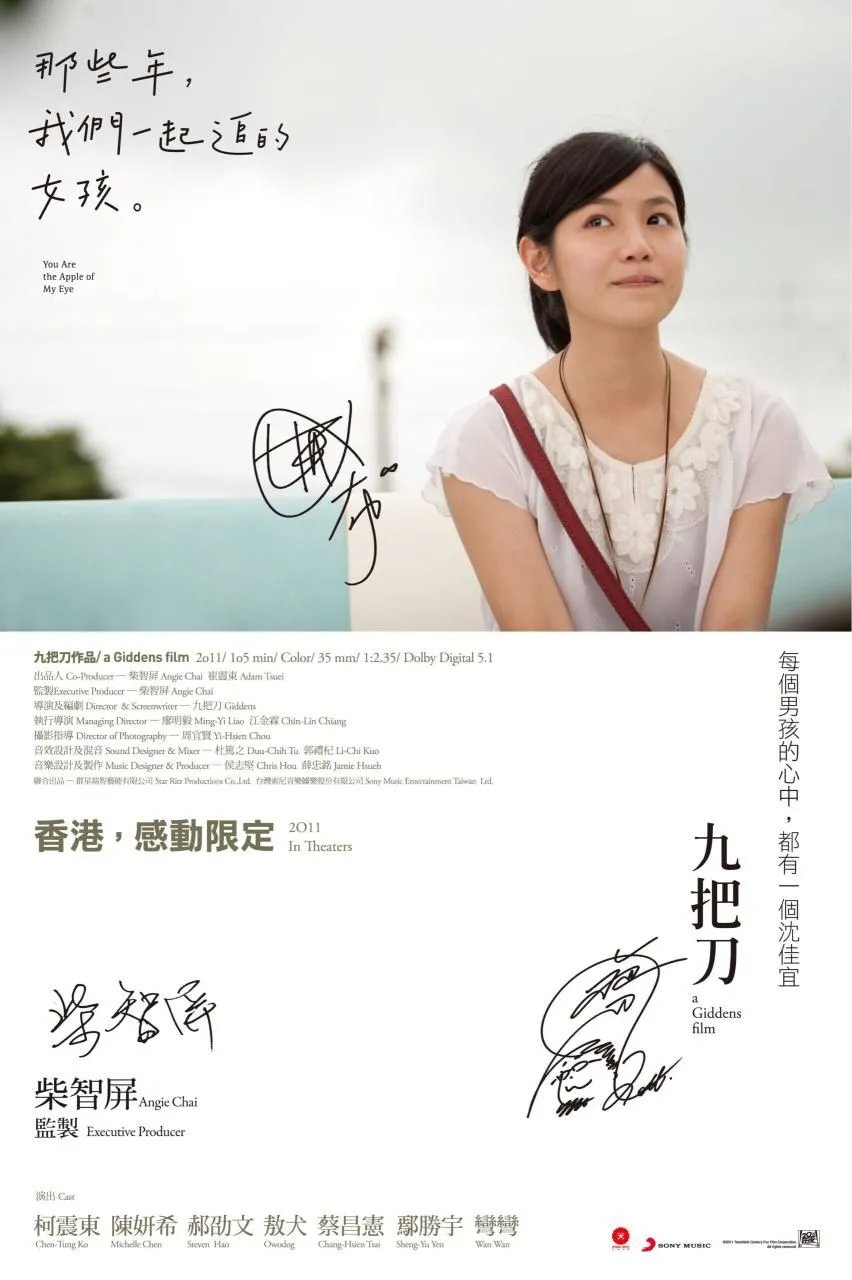 那些年，
我們一起追的
女孩。
You Are
the Apple of
My Eye
九把刀作品/ a Giddens film 2011/ 105 min/ Color/ 35 mm/ 1:2.35/ Dolby Digital 5.1
出品人 Co-Producer — 柴智屏 Angie Chai 崔震東 Adam Tsuei
監製Executive Producer — 柴智屏 Angie Chai
導演及編劇 Director & Screenwriter — 九把刀 Giddens
執行導演 Managing Director — 廖明毅 Ming-Yi Liao 江金霖 Chin-Lin Chiang
攝影指導 Director of Photography — 周宜賢 Yi-Hsien Chou
音效設計及混音 Sound Designer & Mixer — 杜篤之 Duu-Chih Tu 郭禮杞 Li-Chi Kuo
音樂設計及製作 Music Designer & Producer — 侯志堅 Chris Hou 薛忠銘 Jamie Hsueh
聯合出品 — 群星瑞智藝能有限公司 Star Ritz Productions Co.,Ltd. 台灣索尼音樂娛樂股份有限公司 Sony Music Entertainment Taiwan Ltd.
香港，感動限定
2011
In Theaters
每個男孩的心中，都有一個沈佳宜
九把刀
a
Giddens
film
柴智屏
柴智屏 Angie Chai
監製 Executive Producer
演出 Cast
柯震東 陳妍希 郝劭文 敖犬 蔡昌憲 鄢勝宇 彎彎
Chen-Tung Ko Michelle Chen Steven Hao Owodog Chang-Hsien Tsai Sheng-Yu Yen Wan Wan
SONY MUSIC
©2011 Twentieth Century Fox Film Corporation.
All rights reserved.